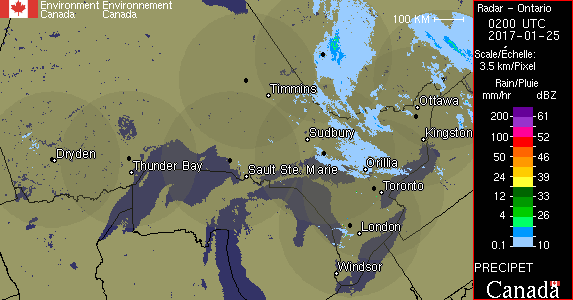 Environment Environnement
Canada Canada
100 KM
Timmins
Ottawa
Sudbury
Kingston
Dryden
Thunder Bay
Orillia
Sault Ste. Marie
Toronto
London
Windsor
Radar - Ontario
0200 UTC
2017-01-25
Scale/Échelle:
3.5 km/Pixel
Rain/Pluie
mm/hr dBZ
200 61
100 52
50 46
24 39
12 33
4 26
0.1 10
PRECIPET
Canada